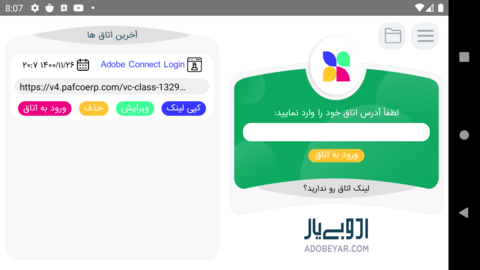 8:07
آخرین اتاق ها
Adobe Connect Login ۱۴۰۰/۱۱/۲۶ ۲۰:۷
https://v4.pafcoerp.com/vc-class-1329...
کپی لینک ویرایش حذف ورود به اتاق
لطفاً آدرس اتاق خود را وارد نمایید:
ورود به اتاق
لینک اتاق رو ندارید؟
ادوبی‌یار
ADOBEYAR.COM